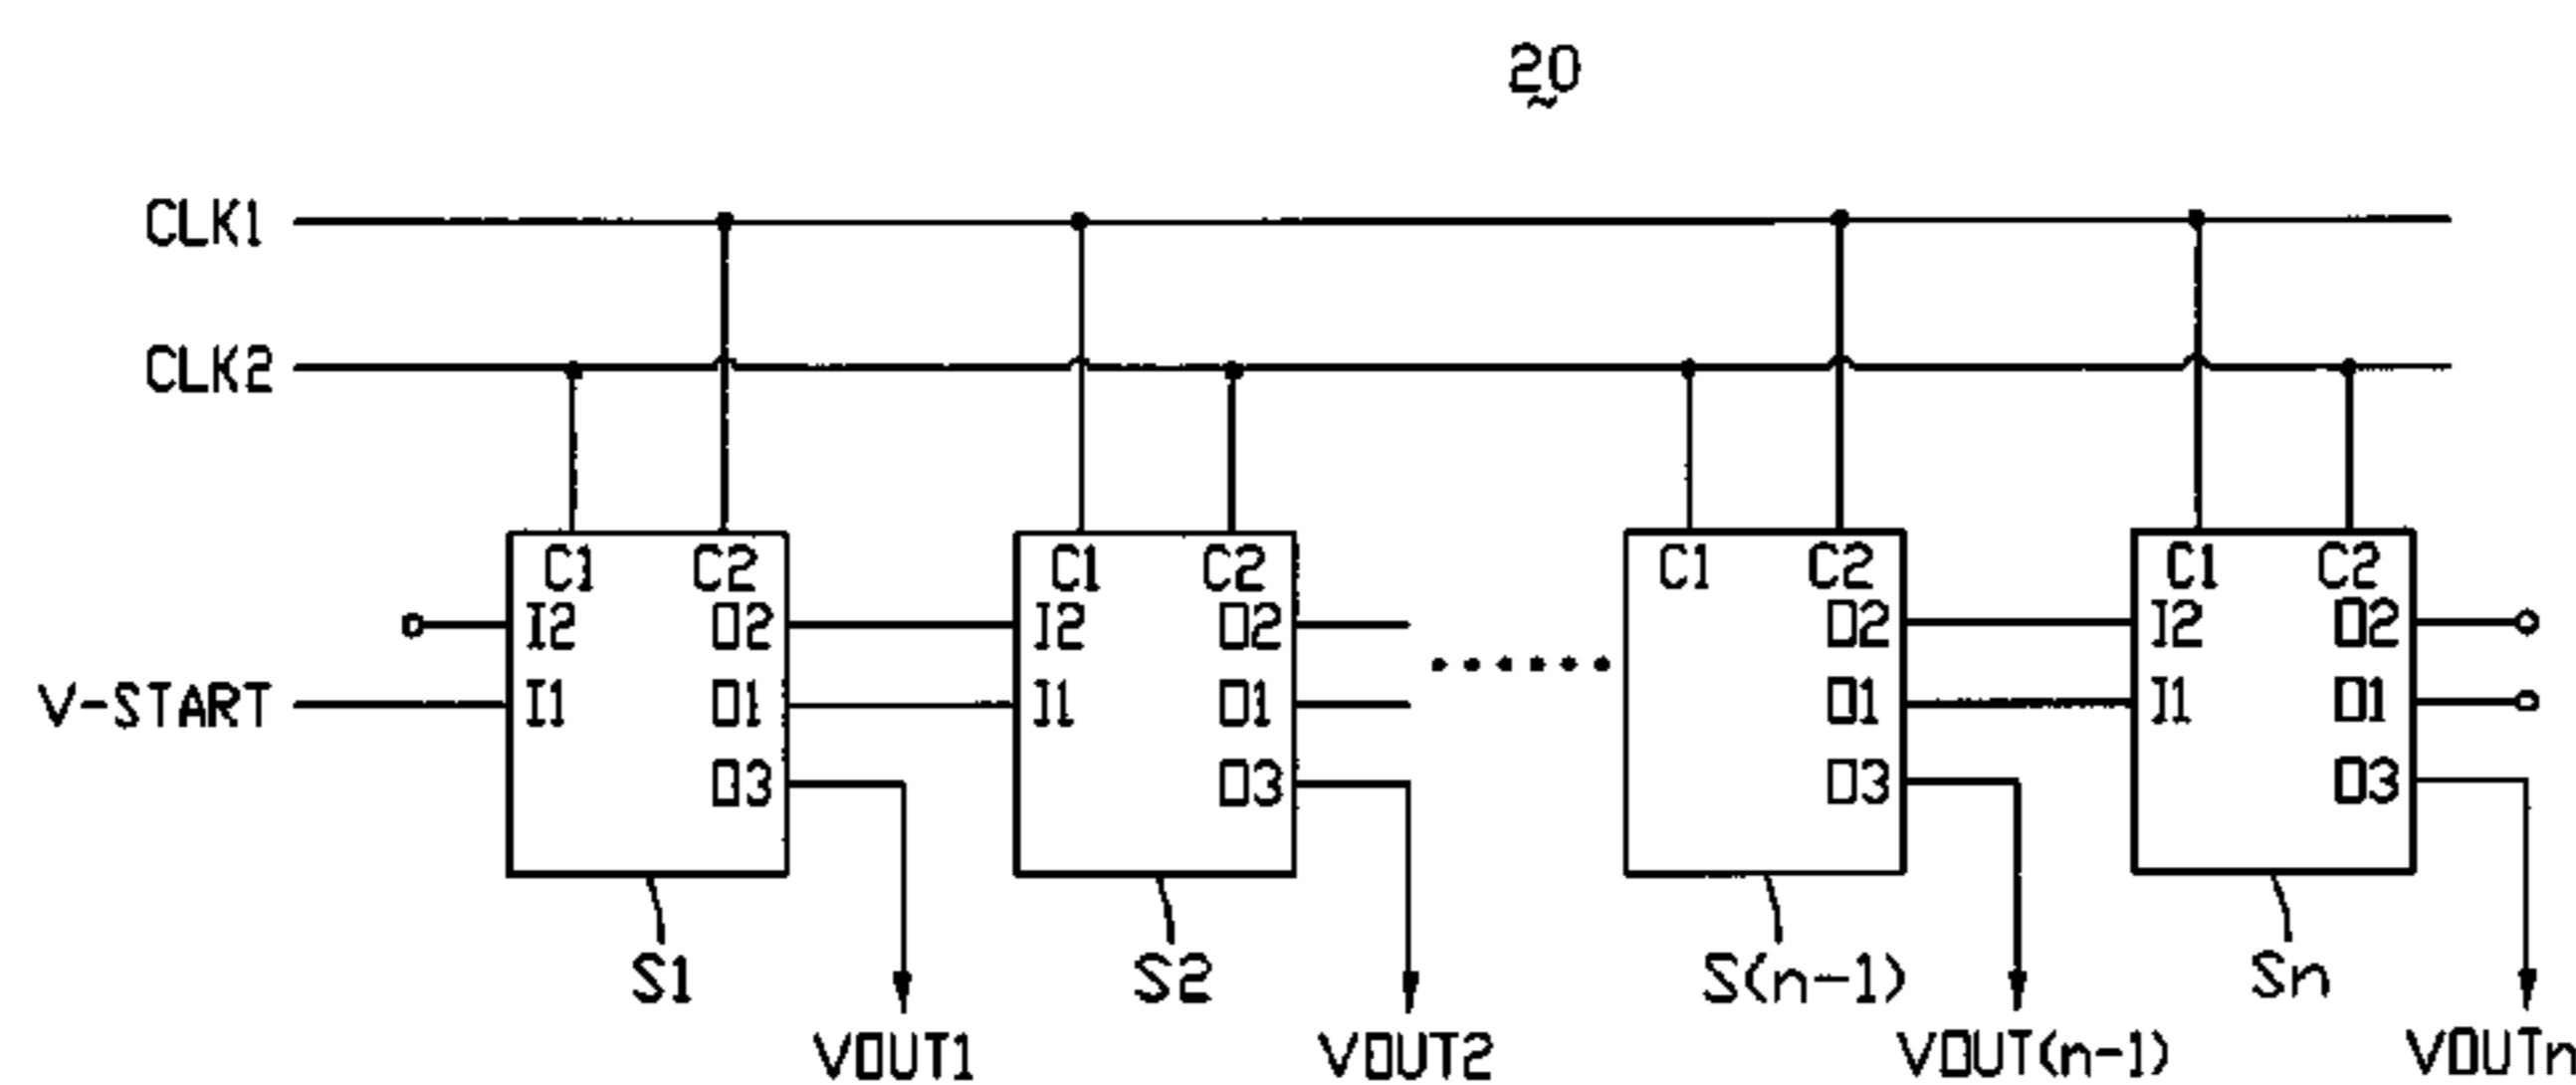 20
CLK1
CLK2
C1 C2 C1 C2 C1 C2 C1 C2
I2 O2 I2 O2 O2 I2 O2
V-START I1 O1 I1 O1 O1 I1 O1
O3 O3 O3 O3
S1 S2 S(n-1) Sn
VOUT1 VOUT2 VOUT(n-1) VOUTn